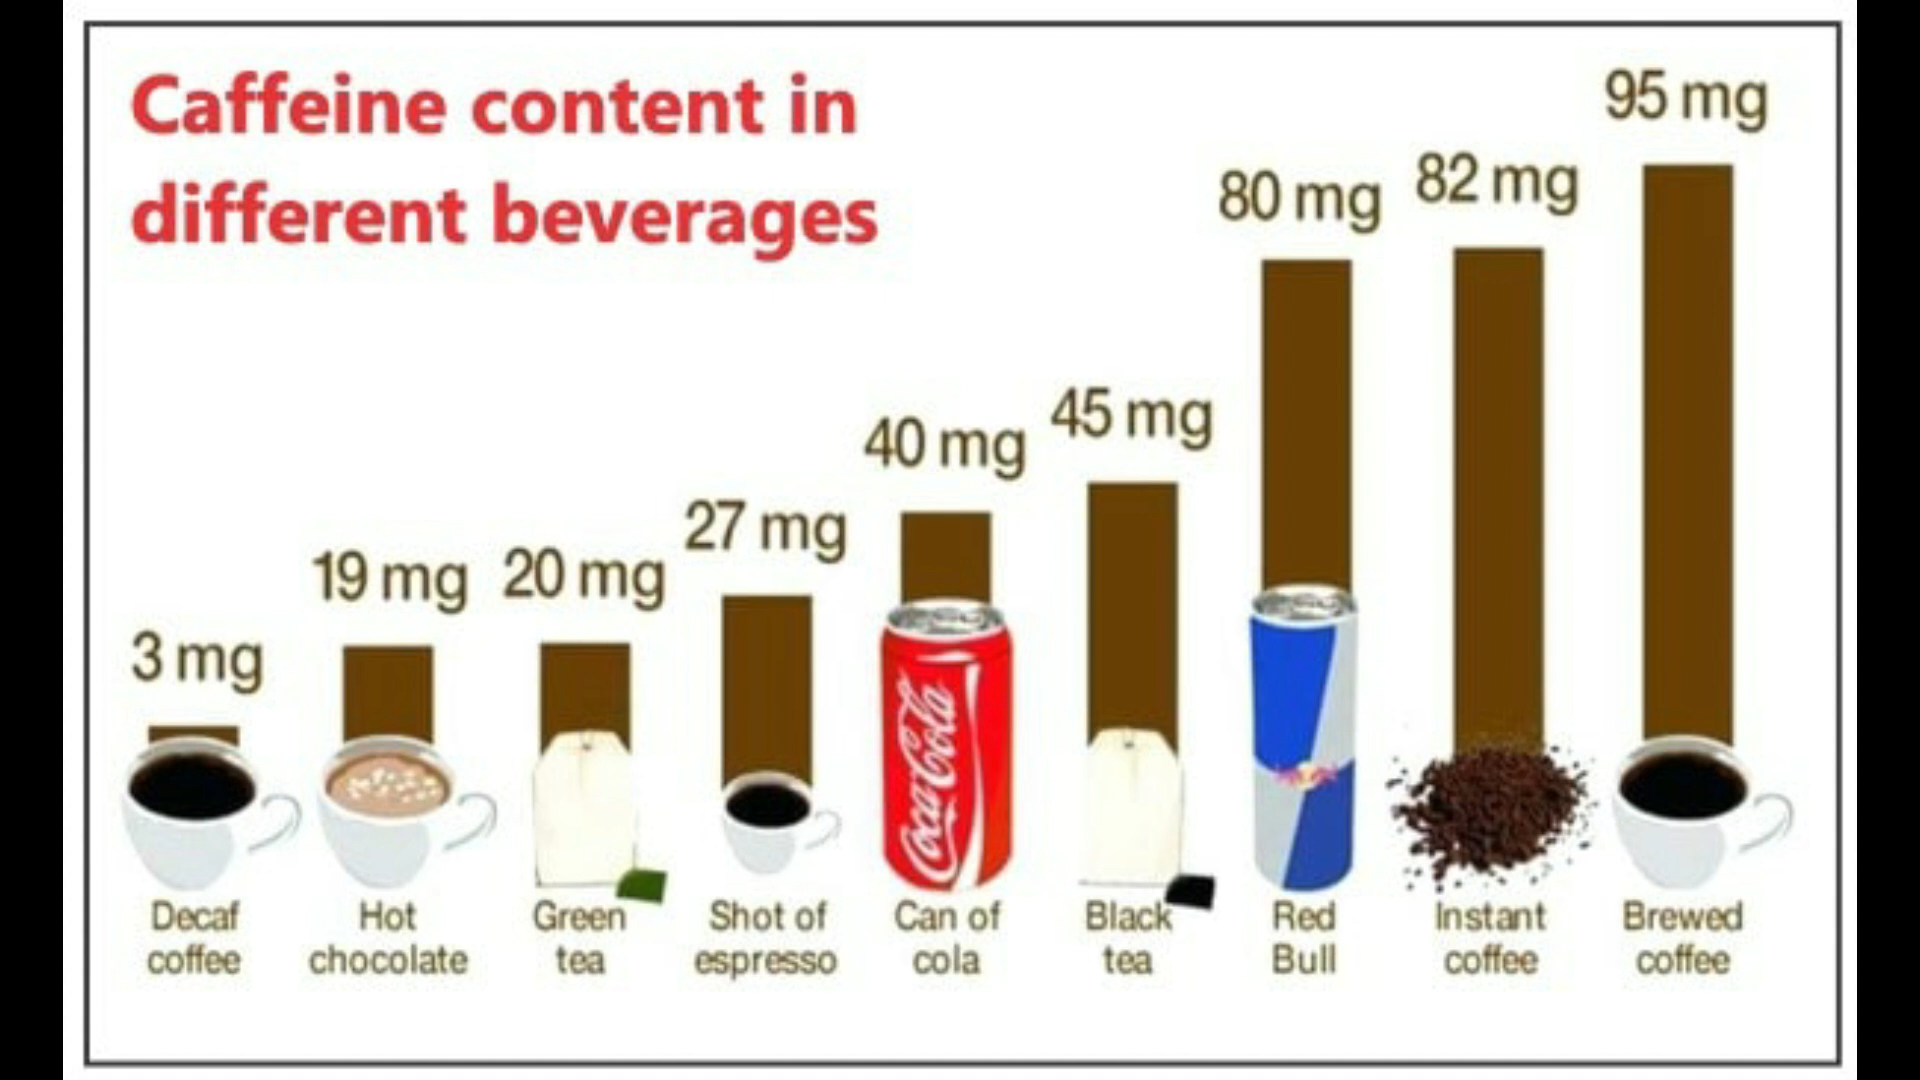 Caffeine content in
different beverages
3 mg
19 mg
20 mg
27 mg
40 mg
45 mg
80 mg
82 mg
95 mg
Coca-Cola
Decaf
coffee
Hot
chocolate
Green
tea
Shot of
espresso
Can of
cola
Black
tea
Red
Bull
Instant
coffee
Brewed
coffee